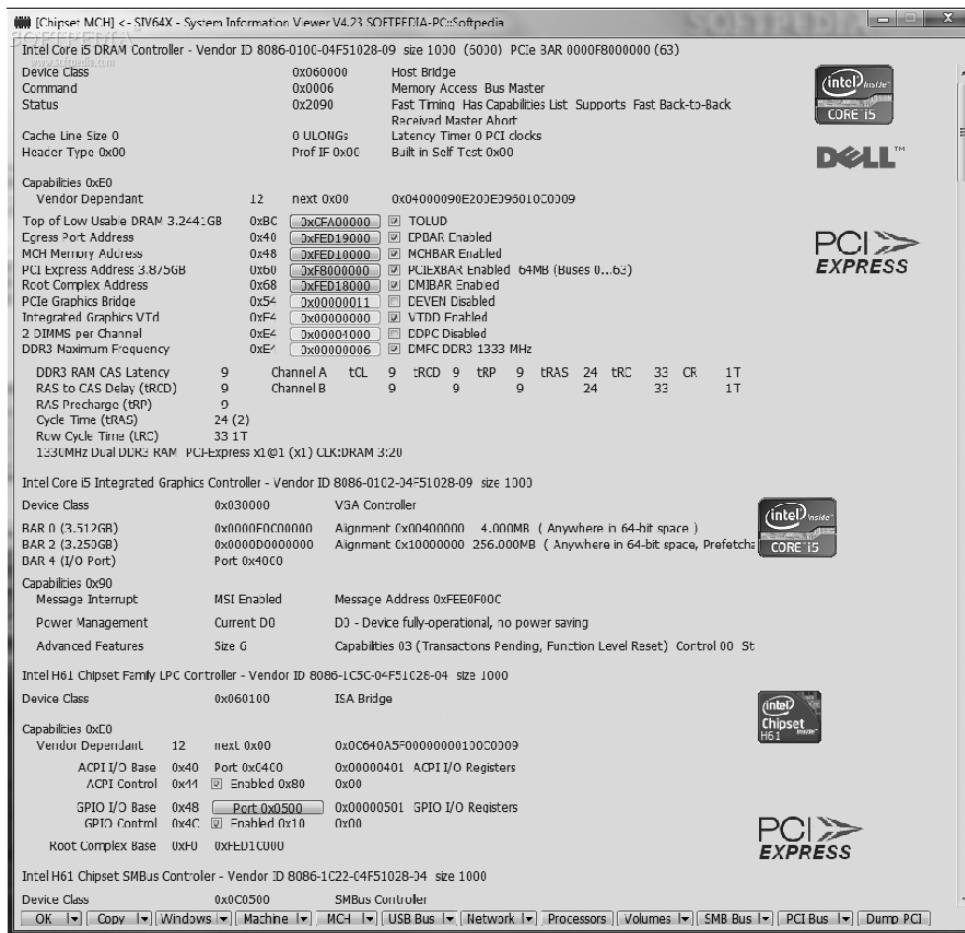 [Chipset MCH] <- SIV64X - System Information Viewer V4.23 SOFTPEDIA-PC::Softpedia
SOFTPEDIA
www.softpedia.com
Intel Core i5 DRAM Controller - Vendor ID 8086-0100-04F51028-09 size 1000 (6000) PCIe BAR 0000F8000000 (63)
Device Class 0x060000 Host Bridge
Command 0x0006 Memory Access Bus Master
Status 0x2090 Fast Timing Has Capabilities List Supports Fast Back-to-Back
Received Master Abort
Cache Line Size 0 0 ULONGs Latency Timer 0 PCI clocks
Header Type 0x00 Prof IF 0x00 Built in Self Test 0x00
intel inside™
CORE i5
DELL™
Capabilities 0xE0
Vendor Dependant 12 next 0x00 0x04000090E200E096010C0009
Top of Low Usable DRAM 3.2441GB 0xBC 0xCFA00000 TOLUD
Egress Port Address 0x40 0xFED19000 EPBAR Enabled
MCH Memory Address 0x48 0xFED10000 MCHBAR Enabled
PCI Express Address 3.875GB 0x60 0xF8000000 PCIEXBAR Enabled 64MB (Buses 0...63)
Root Complex Address 0x68 0xFED18000 DMIBAR Enabled
PCIe Graphics Bridge 0x54 0x00000011 DEVEN Disabled
Integrated Graphics VTd 0xE4 0x00000000 VTDD Enabled
2 DIMMS per Channel 0xE4 0x00004000 DDPC Disabled
DDR3 Maximum Frequency 0xE4 0x00000006 DMFC DDR3 1333 MHz
PCI EXPRESS
DDR3 RAM CAS Latency 9 Channel A tCL 9 tRCD 9 tRP 9 tRAS 24 tRC 33 CR 1T
RAS to CAS Delay (tRCD) 9 Channel B 9 9 9 24 33 1T
RAS Precharge (tRP) 9
Cycle Time (tRAS) 24 (2)
Row Cycle Time (tRC) 33 1T
1330MHz Dual DDR3 RAM PCI-Express x1@1 (x1) CLK:DRAM 3:20
Intel Core i5 Integrated Graphics Controller - Vendor ID 8086-0102-04F51028-09 size 1000
Device Class 0x030000 VGA Controller
BAR 0 (3.512GB) 0x0000E0C00000 Alignment 0x00400000 4.000MB ( Anywhere in 64-bit space )
BAR 2 (3.250GB) 0x0000D0000000 Alignment 0x10000000 256.000MB ( Anywhere in 64-bit space, Prefetcha
BAR 4 (I/O Port) Port 0x4000
intel inside™
CORE i5
Capabilities 0x90
Message Interrupt MSI Enabled Message Address 0xFEE0F00C
Power Management Current D0 D0 - Device fully-operational, no power saving
Advanced Features Size 6 Capabilities 03 (Transactions Pending, Function Level Reset) Control 00 St
Intel H61 Chipset Family LPC Controller - Vendor ID 8086-1C5C-04F51028-04 size 1000
Device Class 0x060100 ISA Bridge
intel
Chipset inside™
H61
Capabilities 0xE0
Vendor Dependant 12 next 0x00 0x0C640A5F00000000100C0009
ACPI I/O Base 0x40 Port 0x0400 0x00000401 ACPI I/O Registers
ACPI Control 0x44 Enabled 0x80 0x00
GPIO I/O Base 0x48 Port 0x0500 0x00000501 GPIO I/O Registers
GPIO Control 0x4C Enabled 0x10 0x00
Root Complex Base 0xF0 0xFED1C000
PCI EXPRESS
Intel H61 Chipset SMBus Controller - Vendor ID 8086-1C22-04F51028-04 size 1000
Device Class 0x0C0500 SMBus Controller
OK Copy Windows Machine MCH USB Bus Network Processors Volumes SMB Bus PCI Bus Dump PCI